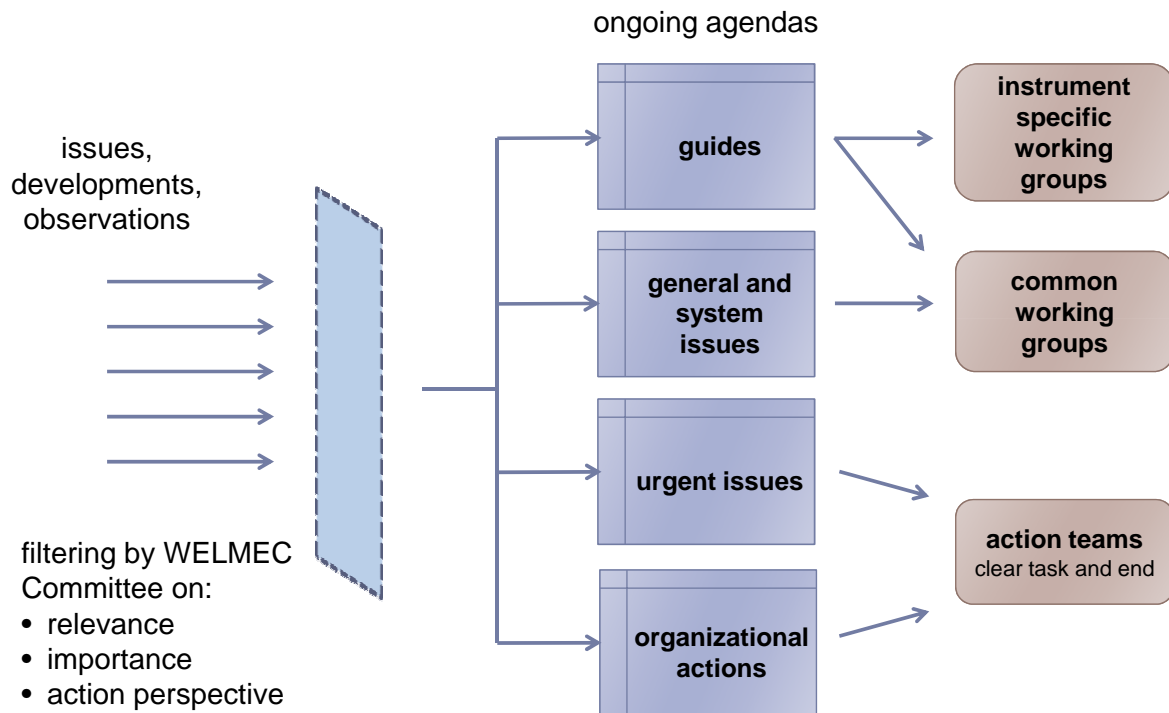 ongoing agendas
issues,
developments,
observations
filtering by WELMEC
Committee on:
• relevance
• importance
• action perspective
guides
general and
system
issues
urgent issues
organizational
actions
instrument
specific
working
groups
common
working
groups
action teams
clear task and end